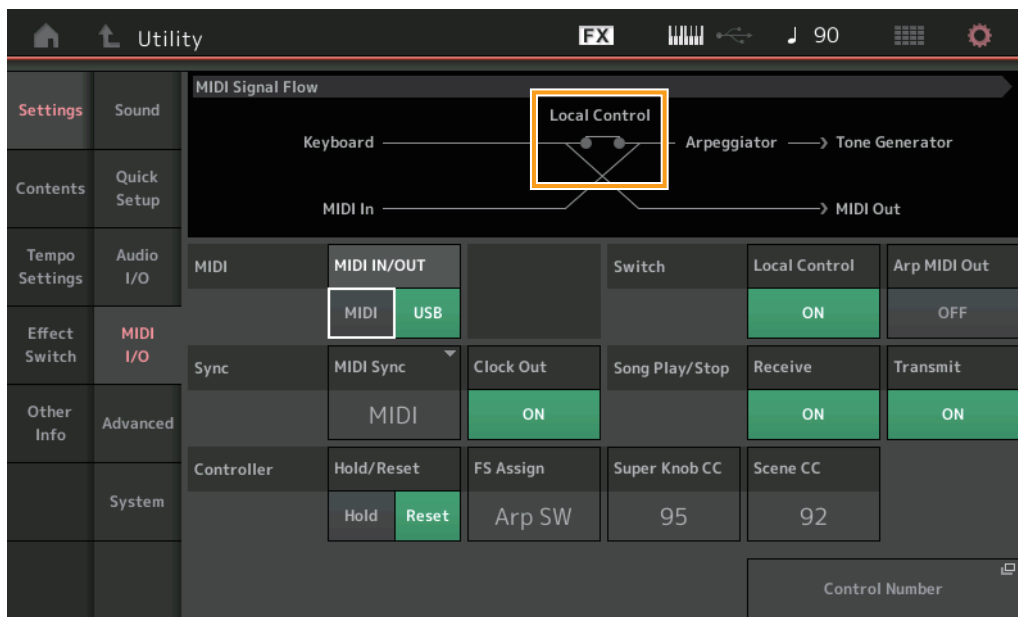 Utility
FX
90
MIDI Signal Flow
Settings
Sound
Local Control
Keyboard
Arpeggiator
Tone Generator
Contents
Quick
Setup
MIDI In
MIDI Out
Tempo
Settings
Audio
I/O
MIDI
MIDI IN/OUT
Switch
Local Control
Arp MIDI Out
MIDI
USB
ON
OFF
Effect
Switch
MIDI
I/O
Sync
MIDI Sync
Clock Out
Song Play/Stop
Receive
Transmit
MIDI
ON
ON
ON
Other
Info
Advanced
Controller
Hold/Reset
FS Assign
Super Knob CC
Scene CC
System
Hold
Reset
Arp SW
95
92
Control Number